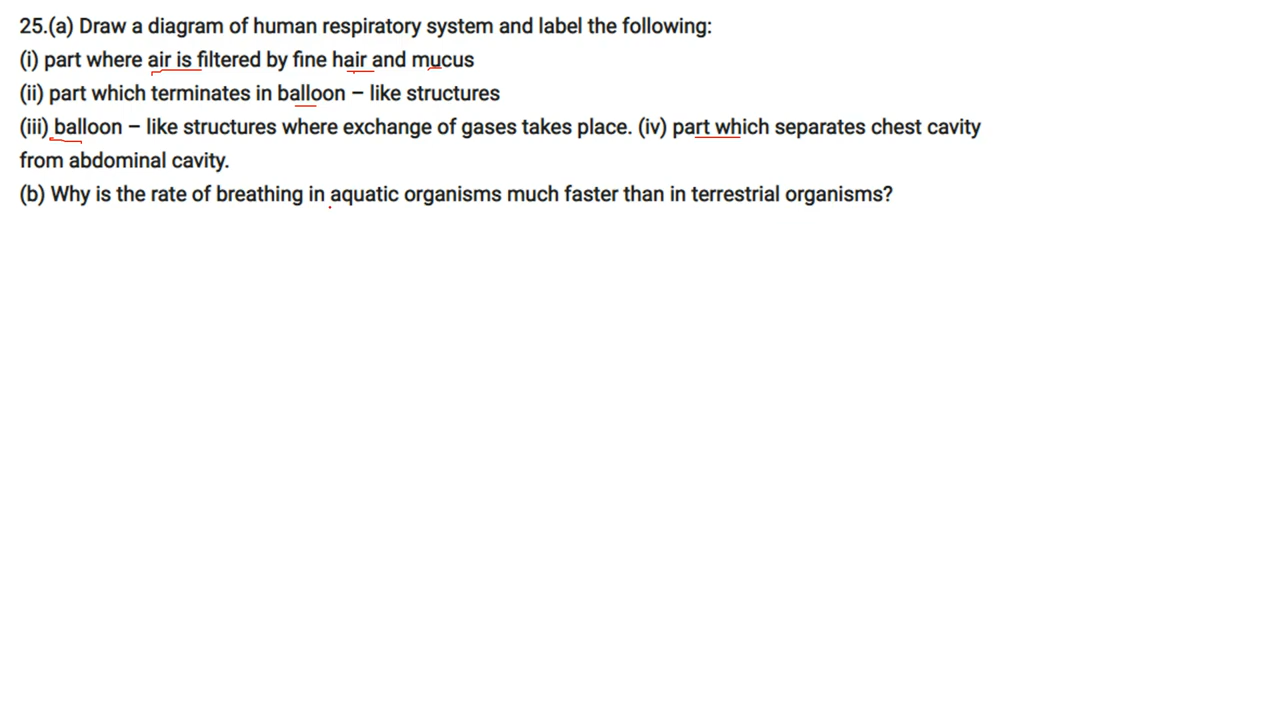 25.(a) Draw a diagram of human respiratory system and label the following:
(i) part where air is filtered by fine hair and mucus
(ii) part which terminates in balloon – like structures
(iii) balloon – like structures where exchange of gases takes place. (iv) part which separates chest cavity
from abdominal cavity.
(b) Why is the rate of breathing in aquatic organisms much faster than in terrestrial organisms?